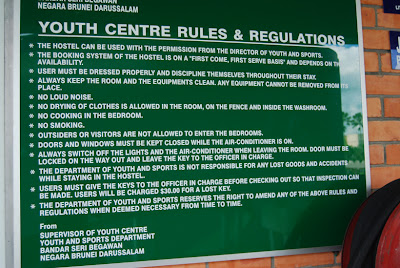 NEGARA BRUNEI DARUSSALAM
YOUTH CENTRE RULES & REGULATIONS
* THE HOSTEL CAN BE USED WITH THE PERMISSION FROM THE DIRECTOR OF YOUTH AND SPORTS.
* THE BOOKING SYSTEM OF THE HOSTEL IS ON A "FIRST COME, FIRST SERVE BASIS" AND DEPENDS ON THE
AVAILABILITY.
* USER MUST BE DRESSED PROPERLY AND DISCIPLINE THEMSELVES THROUGHOUT THEIR STAY.
* ALWAYS KEEP THE ROOM AND THE EQUIPMENTS CLEAN. ANY EQUIPMENT CANNOT BE REMOVED FROM ITS
PLACE.
* NO LOUD NOISE.
* NO DRYING OF CLOTHES IS ALLOWED IN THE ROOM, ON THE FENCE AND INSIDE THE WASHROOM.
* NO COOKING IN THE BEDROOM.
* NO SMOKING.
* OUTSIDERS OR VISITORS ARE NOT ALLOWED TO ENTER THE BEDROOMS.
* DOORS AND WINDOWS MUST BE KEPT CLOSED WHILE THE AIR-CONDITIONER IS ON.
* ALWAYS SWITCH OFF THE LIGHTS AND THE AIR-CONDITIONER WHEN LEAVING THE ROOM. DOOR MUST BE
LOCKED ON THE WAY OUT AND LEAVE THE KEY TO THE OFFICER IN CHARGE.
* THE DEPARTMENT OF YOUTH AND SPORTS IS NOT RESPONSIBLE FOR ANY LOST GOODS AND ACCIDENTS
WHILE STAYING IN THE HOSTEL.
* USERS MUST GIVE THE KEYS TO THE OFFICER IN CHARGE BEFORE CHECKING OUT SO THAT INSPECTION CAN
BE MADE. USERS WILL BE CHARGED $30.00 FOR A LOST KEY.
* THE DEPARTMENT OF YOUTH AND SPORTS RESERVES THE RIGHT TO AMEND ANY OF THE ABOVE RULES AND
REGULATIONS WHEN DEEMED NECESSARY FROM TIME TO TIME.
From
SUPERVISOR OF YOUTH CENTRE
YOUTH AND SPORTS DEPARTMENT
BANDAR SERI BEGAWAN
NEGARA BRUNEI DARUSSALAM